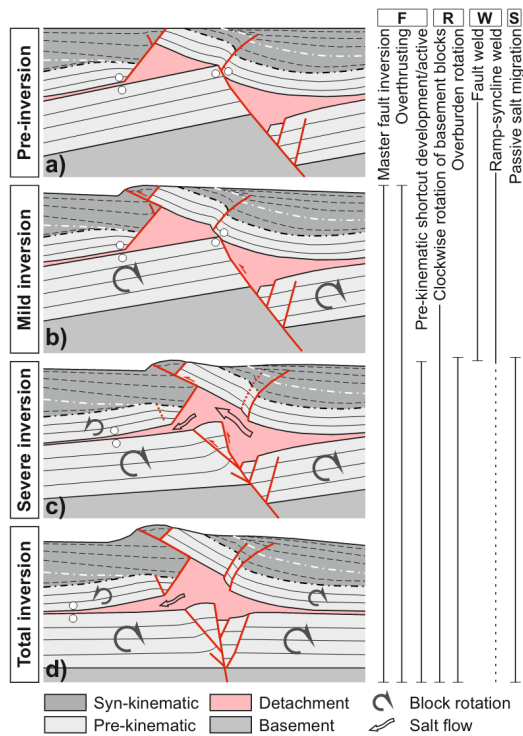 F
R
W
S
Master fault inversion
Overthrusting
Pre-kinematic shortcut development/active
Clockwise rotation of basement blocks
Overburden rotation
Fault weld
Ramp-syncline weld
Passive salt migration
Pre-inversion
a)
Mild inversion
b)
Severe inversion
c)
Total inversion
d)
Syn-kinematic
Detachment
Block rotation
Pre-kinematic
Basement
Salt flow